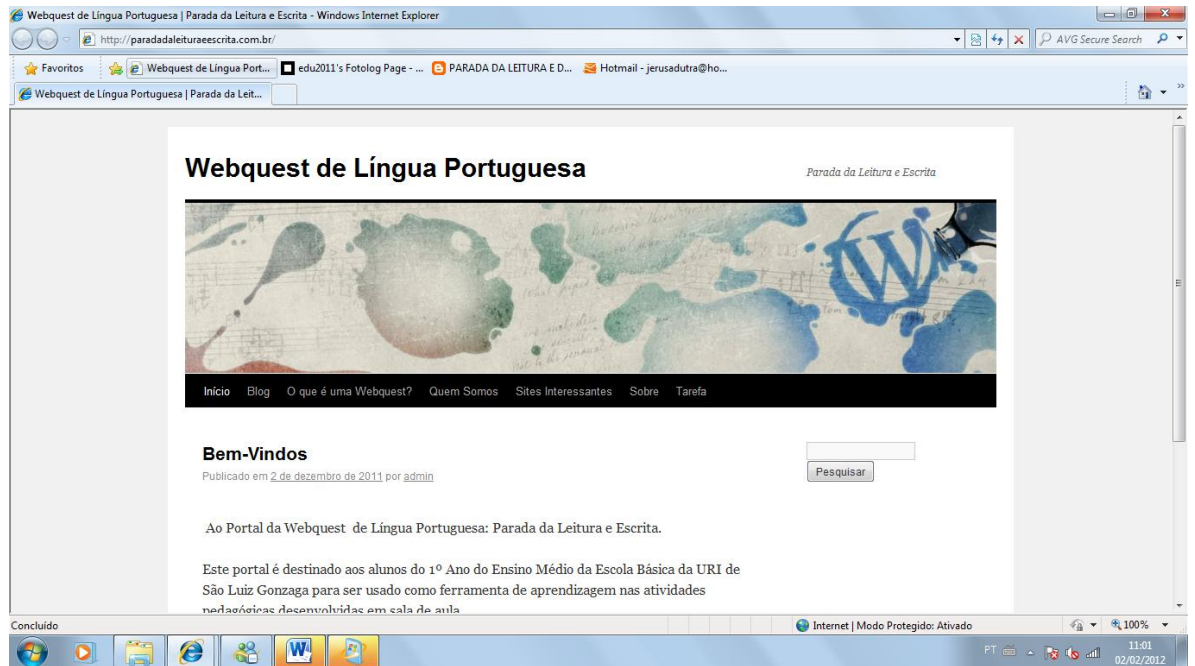 Webquest de Língua Portuguesa | Parada da Leitura e Escrita - Windows Internet Explorer
http://paradadaleituraeescrita.com.br/
AVG Secure Search
Favoritos
Webquest de Língua Port...
edu2011's Fotolog Page - ...
PARADA DA LEITURA E D...
Hotmail - jerusadutra@ho...
Webquest de Língua Portuguesa | Parada da Leit...
Webquest de Língua Portuguesa
Parada da Leitura e Escrita
Início Blog O que é uma Webquest? Quem Somos Sites Interessantes Sobre Tarefa
Bem-Vindos
Publicado em 2 de dezembro de 2011 por admin
Pesquisar
Ao Portal da Webquest de Língua Portuguesa: Parada da Leitura e Escrita.
Este portal é destinado aos alunos do 1º Ano do Ensino Médio da Escola Básica da URI de
São Luiz Gonzaga para ser usado como ferramenta de aprendizagem nas atividades
pedagógicas desenvolvidas em sala de aula
Concluído
Internet | Modo Protegido: Ativado
100%
PT
11:01
02/02/2012